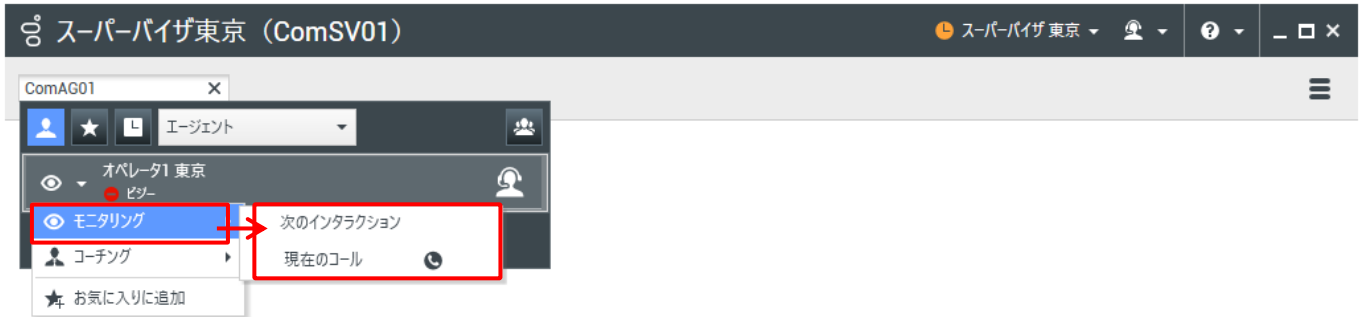 スーパーバイザ東京（ComSV01）
スーパーバイザ 東京
ComAG01
エージェント
オペレータ1 東京
ビジー
モニタリング
次のインタラクション
コーチング
現在のコール
お気に入りに追加